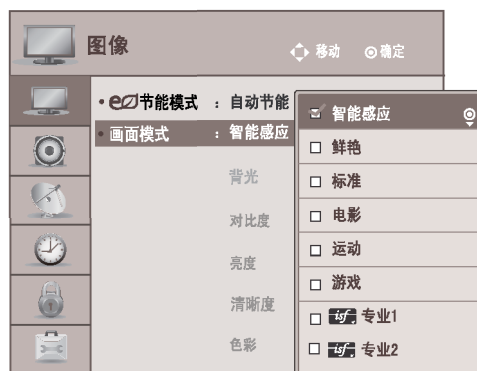 图像
移动 确定
节能模式 : 自动节能
画面模式 : 智能感应
背光
对比度
亮度
清晰度
色彩
智能感应
鲜艳
标准
电影
运动
游戏
isf 专业1
isf 专业2